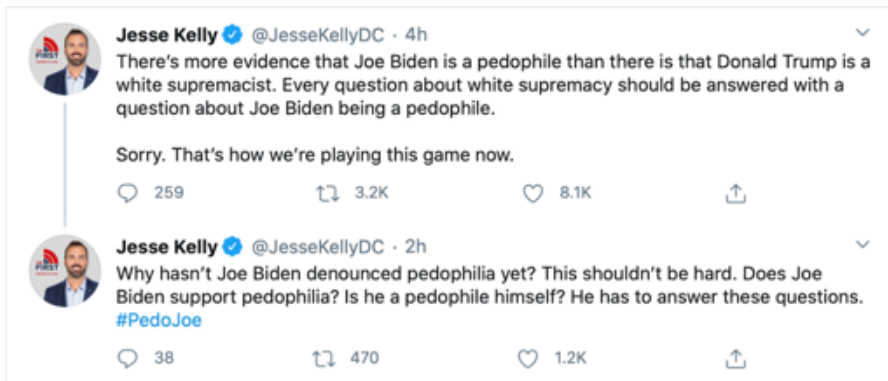 Jesse Kelly @JesseKellyDC · 4h
There's more evidence that Joe Biden is a pedophile than there is that Donald Trump is a
white supremacist. Every question about white supremacy should be answered with a
question about Joe Biden being a pedophile.
Sorry. That's how we're playing this game now.
259 3.2K 8.1K
Jesse Kelly @JesseKellyDC · 2h
Why hasn't Joe Biden denounced pedophilia yet? This shouldn't be hard. Does Joe
Biden support pedophilia? Is he a pedophile himself? He has to answer these questions.
#PedoJoe
38 470 1.2K